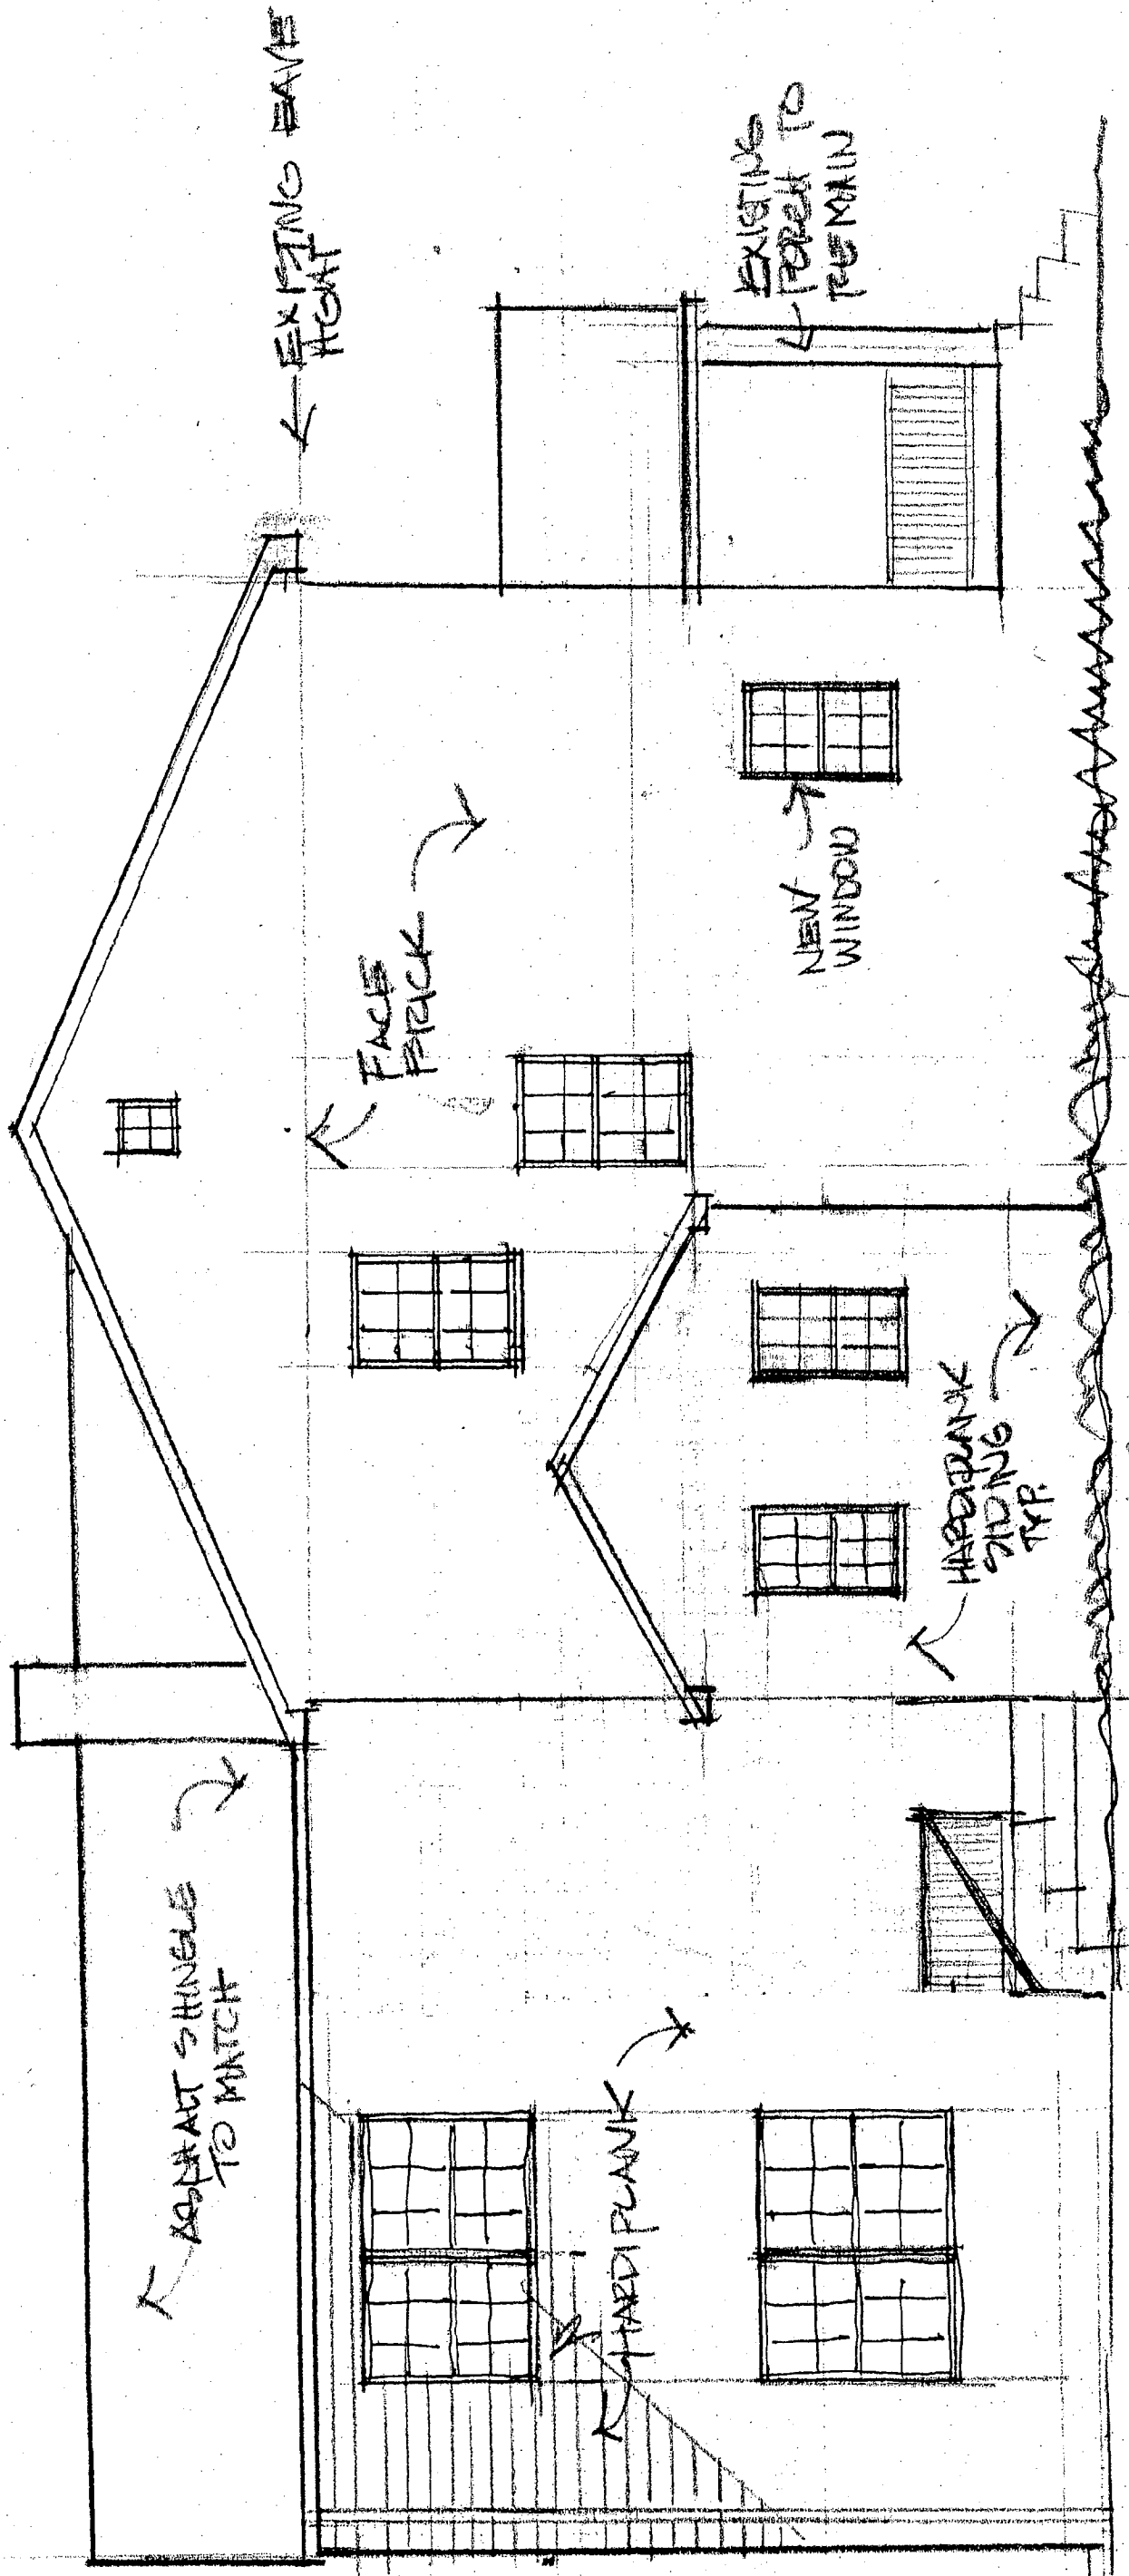 ASPHALT SHINGLE
TO MATCH
HARDIPLANK
FACE
BRICK
EXISTING EAVE
HGHT
HARDIPLANK
SIDING
TYP.
NEW
WINDOW
EXISTING
PORCH TO
REMAIN